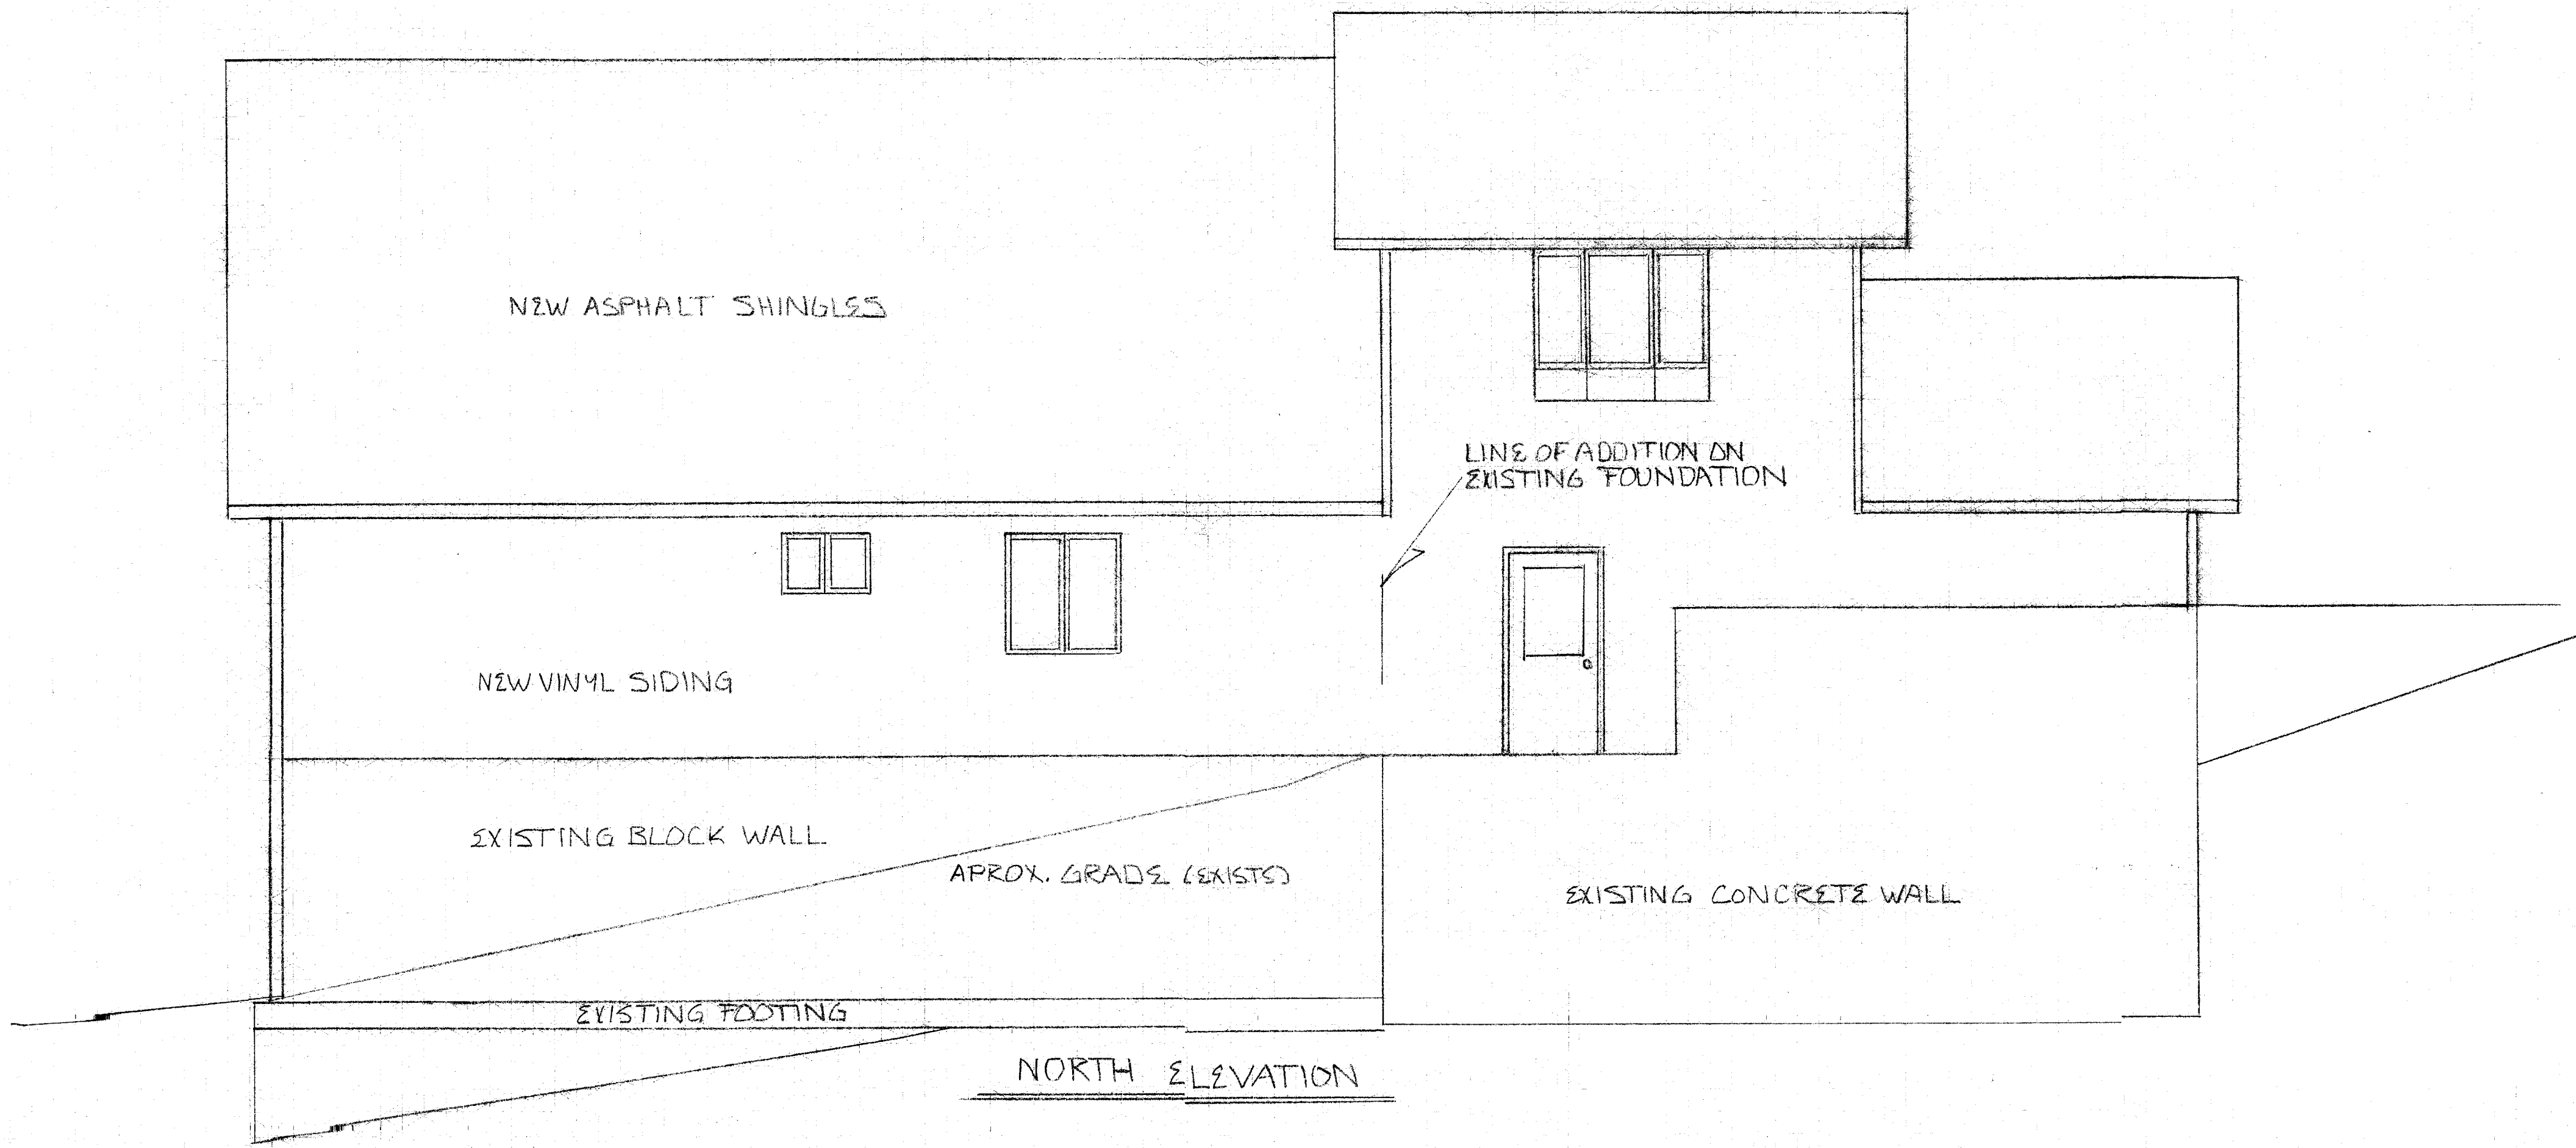 NEW ASPHALT SHINGLES
LINE OF ADDITION ON
EXISTING FOUNDATION
NEW VINYL SIDING
EXISTING BLOCK WALL
APROX. GRADE (EXISTS)
EXISTING CONCRETE WALL
EXISTING FOOTING
NORTH ELEVATION